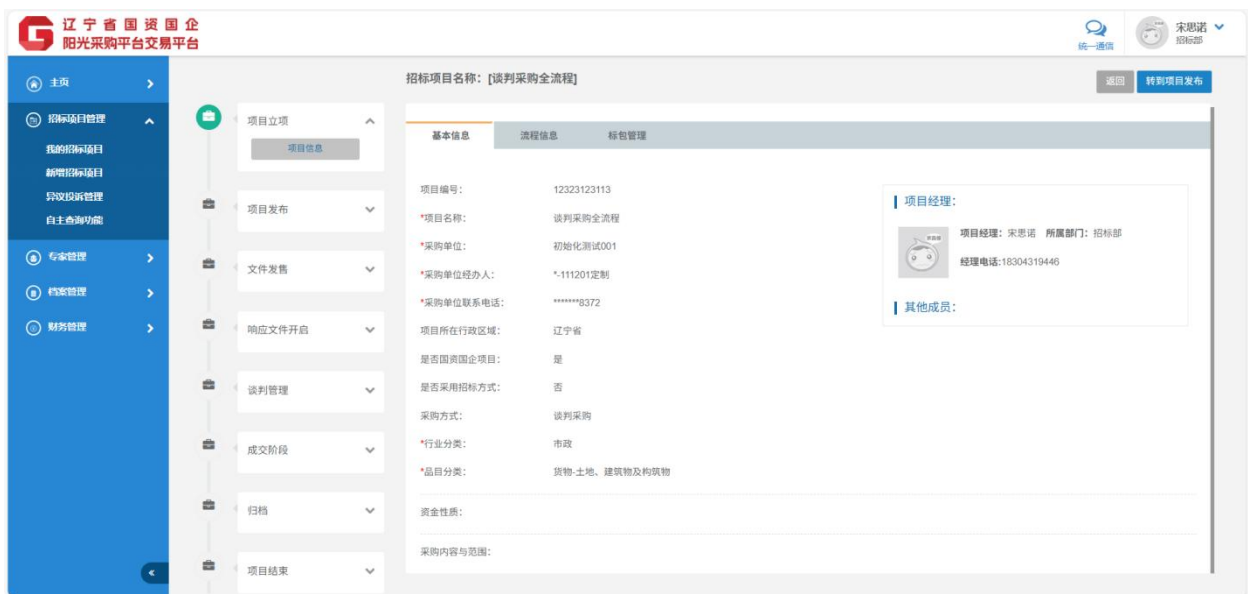 辽宁省国资国企
阳光采购平台交易平台
统一通信
宋思诺
招标部
主页
招标项目管理
我的招标项目
新增招标项目
异议投诉管理
自主查询功能
专家管理
档案管理
财务管理
招标项目名称：[谈判采购全流程]
返回 转到项目发布
项目立项
项目信息
项目发布
文件发售
响应文件开启
谈判管理
成交阶段
归档
项目结束
基本信息 流程信息 标包管理
项目编号： 12323123113
*项目名称： 谈判采购全流程
*采购单位： 初始化测试001
*采购单位经办人： *-111201定制
*采购单位联系电话： *******8372
项目所在行政区域： 辽宁省
是否国资国企项目： 是
是否采用招标方式： 否
采购方式： 谈判采购
*行业分类： 市政
*品目分类： 货物-土地、建筑物及构筑物
资金性质：
采购内容与范围：
项目经理：
项目经理：宋思诺 所属部门：招标部
经理电话:18304319446
其他成员：